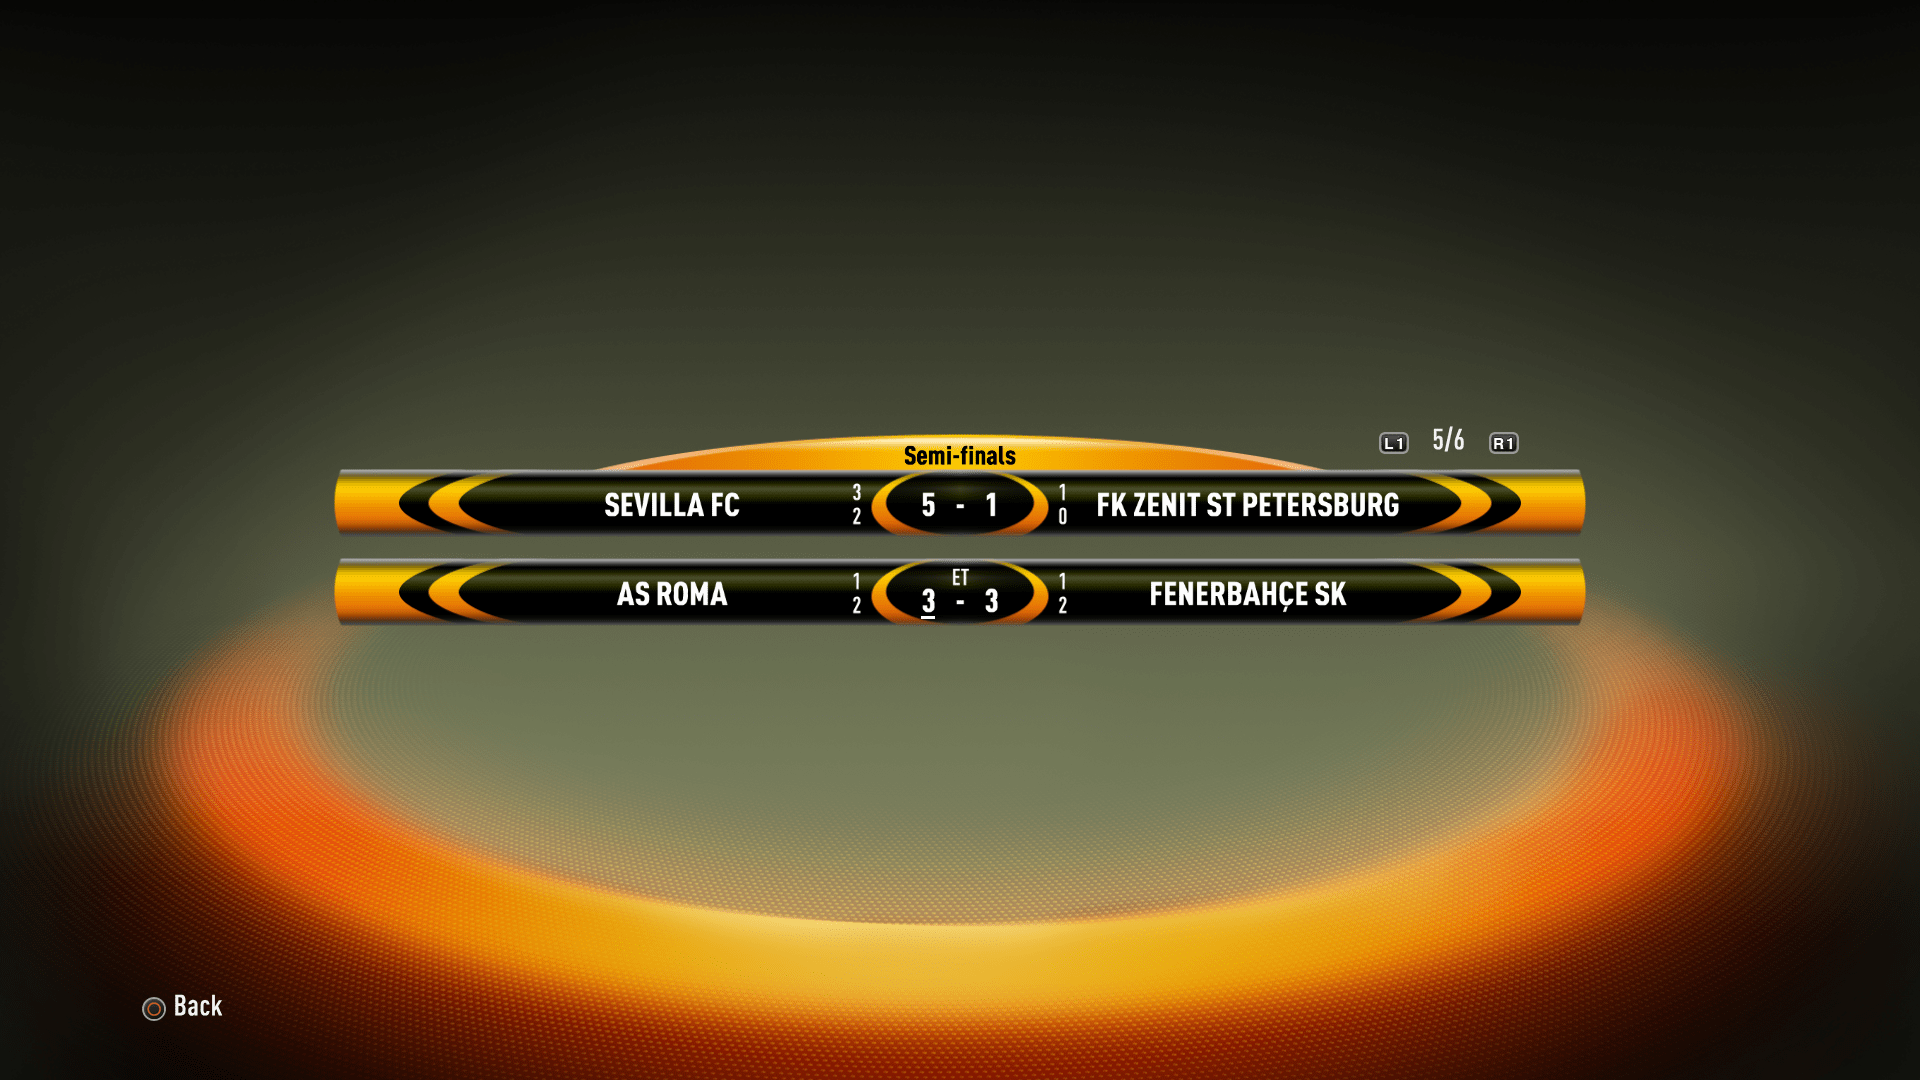 L1 5/6 R1
Semi-finals
SEVILLA FC 3 2 5 - 1 1 0 FK ZENIT ST PETERSBURG
AS ROMA 1 2 ET 3 - 3 1 2 FENERBAHÇE SK
Back